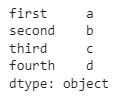 first     a
second    b
third     c
fourth    d
dtype: object